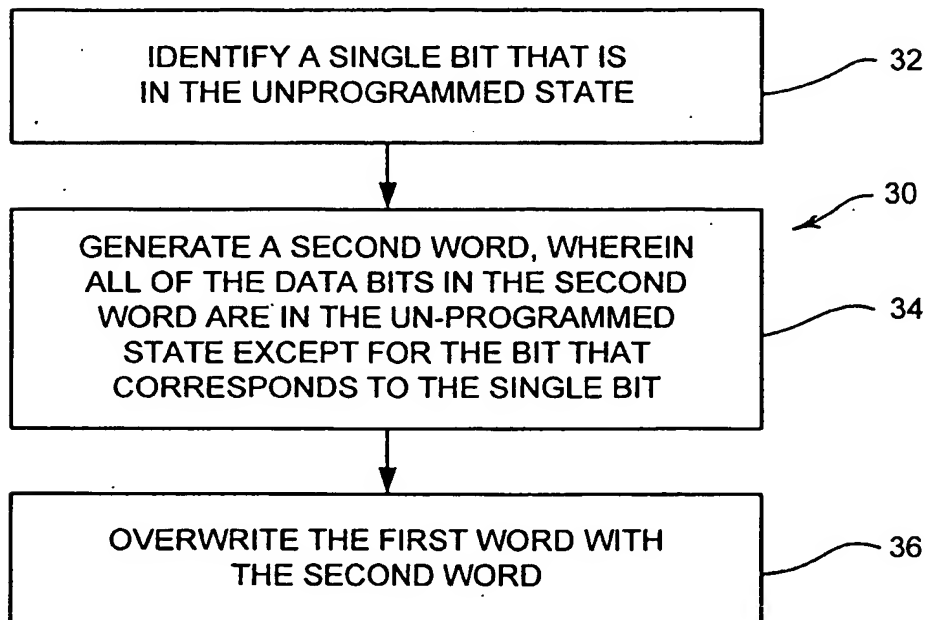 IDENTIFY A SINGLE BIT THAT IS
IN THE UNPROGRAMMED STATE
32
30
GENERATE A SECOND WORD, WHEREIN
ALL OF THE DATA BITS IN THE SECOND
WORD ARE IN THE UN-PROGRAMMED
STATE EXCEPT FOR THE BIT THAT
CORRESPONDS TO THE SINGLE BIT
34
OVERWRITE THE FIRST WORD WITH
THE SECOND WORD
36